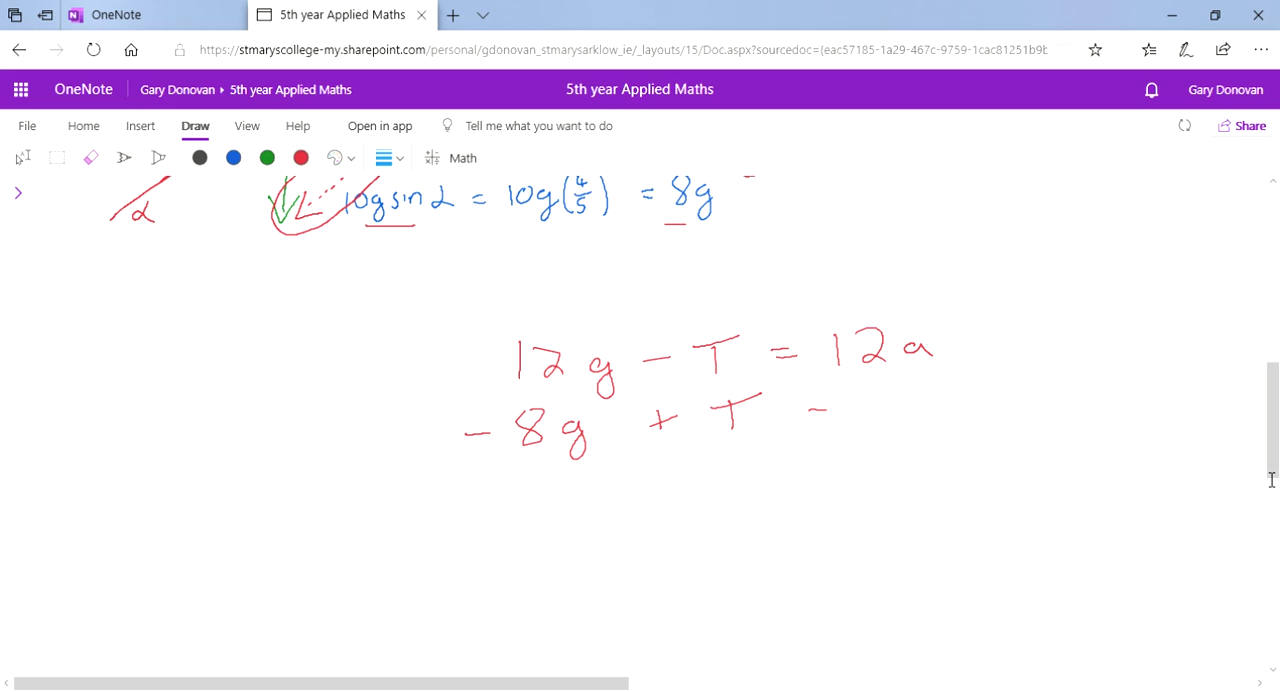 OneNote
5th year Applied Maths
https://stmaryscollege-my.sharepoint.com/personal/gdonovan_stmarysarklow_ie/_layouts/15/Doc.aspx?sourcedoc={eac57185-1a29-467c-9759-1cac81251b9b
OneNote Gary Donovan › 5th year Applied Maths 5th year Applied Maths Gary Donovan
File Home Insert Draw View Help Open in app Tell me what you want to do Share
Math
α 10g sin α = 10g(4/5) = 8g
12g - T = 12a
- 8g + T =